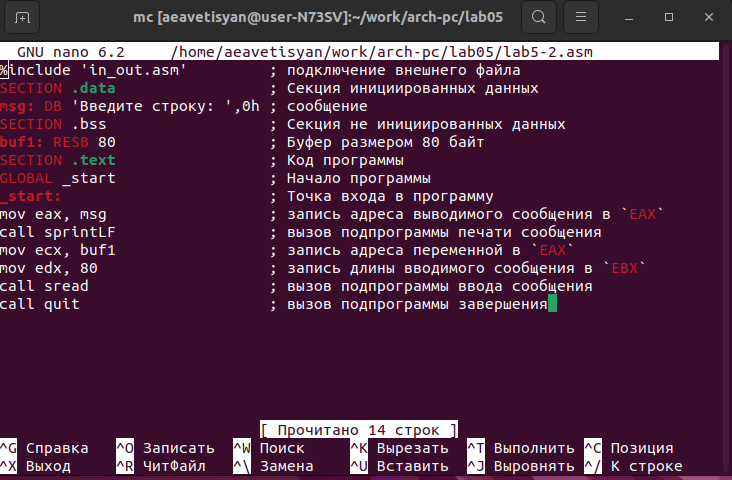 mc [aeavetisyan@user-N73SV]:~/work/arch-pc/lab05
GNU nano 6.2 /home/aeavetisyan/work/arch-pc/lab05/lab5-2.asm
%include 'in_out.asm' ; подключение внешнего файла
SECTION .data ; Секция инициированных данных
msg: DB 'Введите строку: ',0h ; сообщение
SECTION .bss ; Секция не инициированных данных
buf1: RESB 80 ; Буфер размером 80 байт
SECTION .text ; Код программы
GLOBAL _start ; Начало программы
_start: ; Точка входа в программу
mov eax, msg ; запись адреса выводимого сообщения в `EAX`
call sprintLF ; вызов подпрограммы печати сообщения
mov ecx, buf1 ; запись адреса переменной в `EAX`
mov edx, 80 ; запись длины вводимого сообщения в `EBX`
call sread ; вызов подпрограммы ввода сообщения
call quit ; вызов подпрограммы завершения
[ Прочитано 14 строк ]
^G Справка ^O Записать ^W Поиск ^K Вырезать ^T Выполнить ^C Позиция
^X Выход ^R ЧитФайл ^\ Замена ^U Вставить ^J Выровнять ^/ К строке